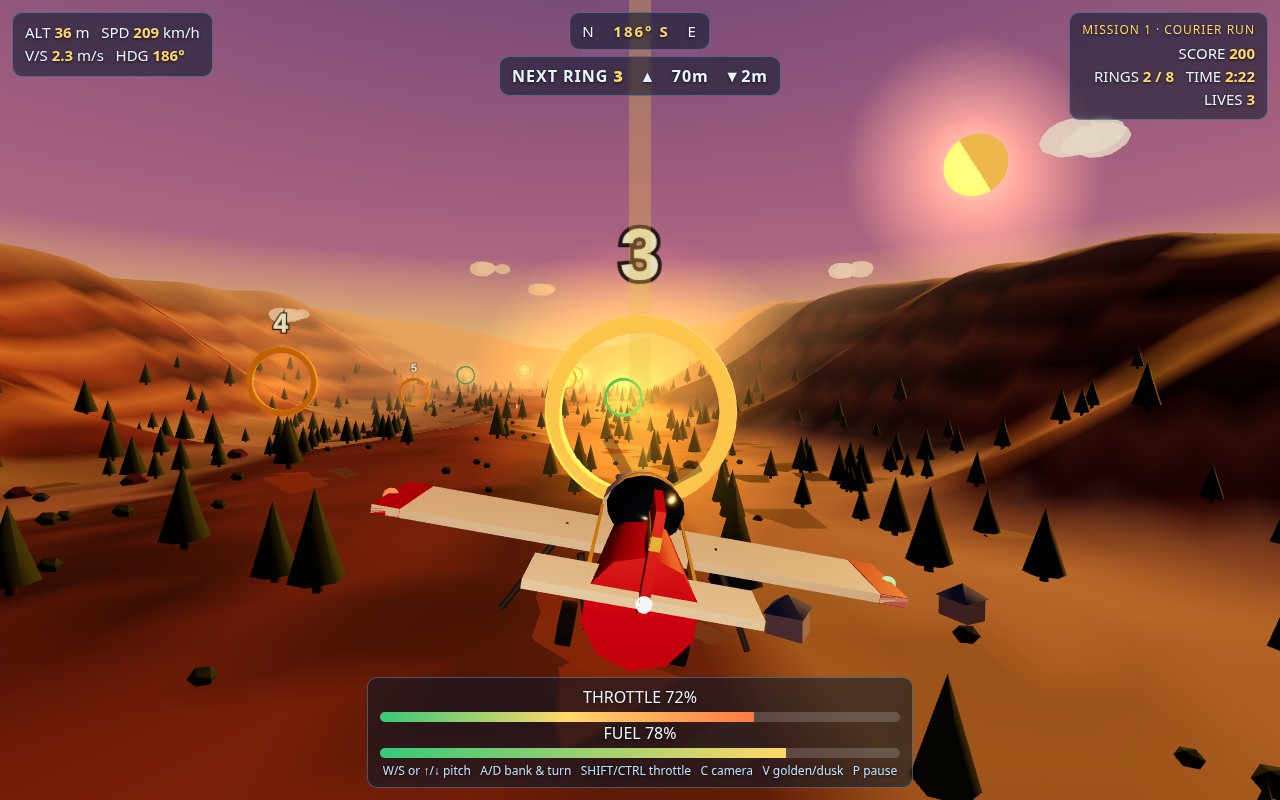 ALT 36 m SPD 209 km/h
V/S 2.3 m/s HDG 186°
N 186° S E
NEXT RING 3 ▲ 70m ▼2m
MISSION 1 · COURIER RUN
SCORE 200
RINGS 2 / 8 TIME 2:22
LIVES 3
3
4
5
THROTTLE 72%
FUEL 78%
W/S or ↑/↓ pitch A/D bank & turn SHIFT/CTRL throttle C camera V golden/dusk P pause